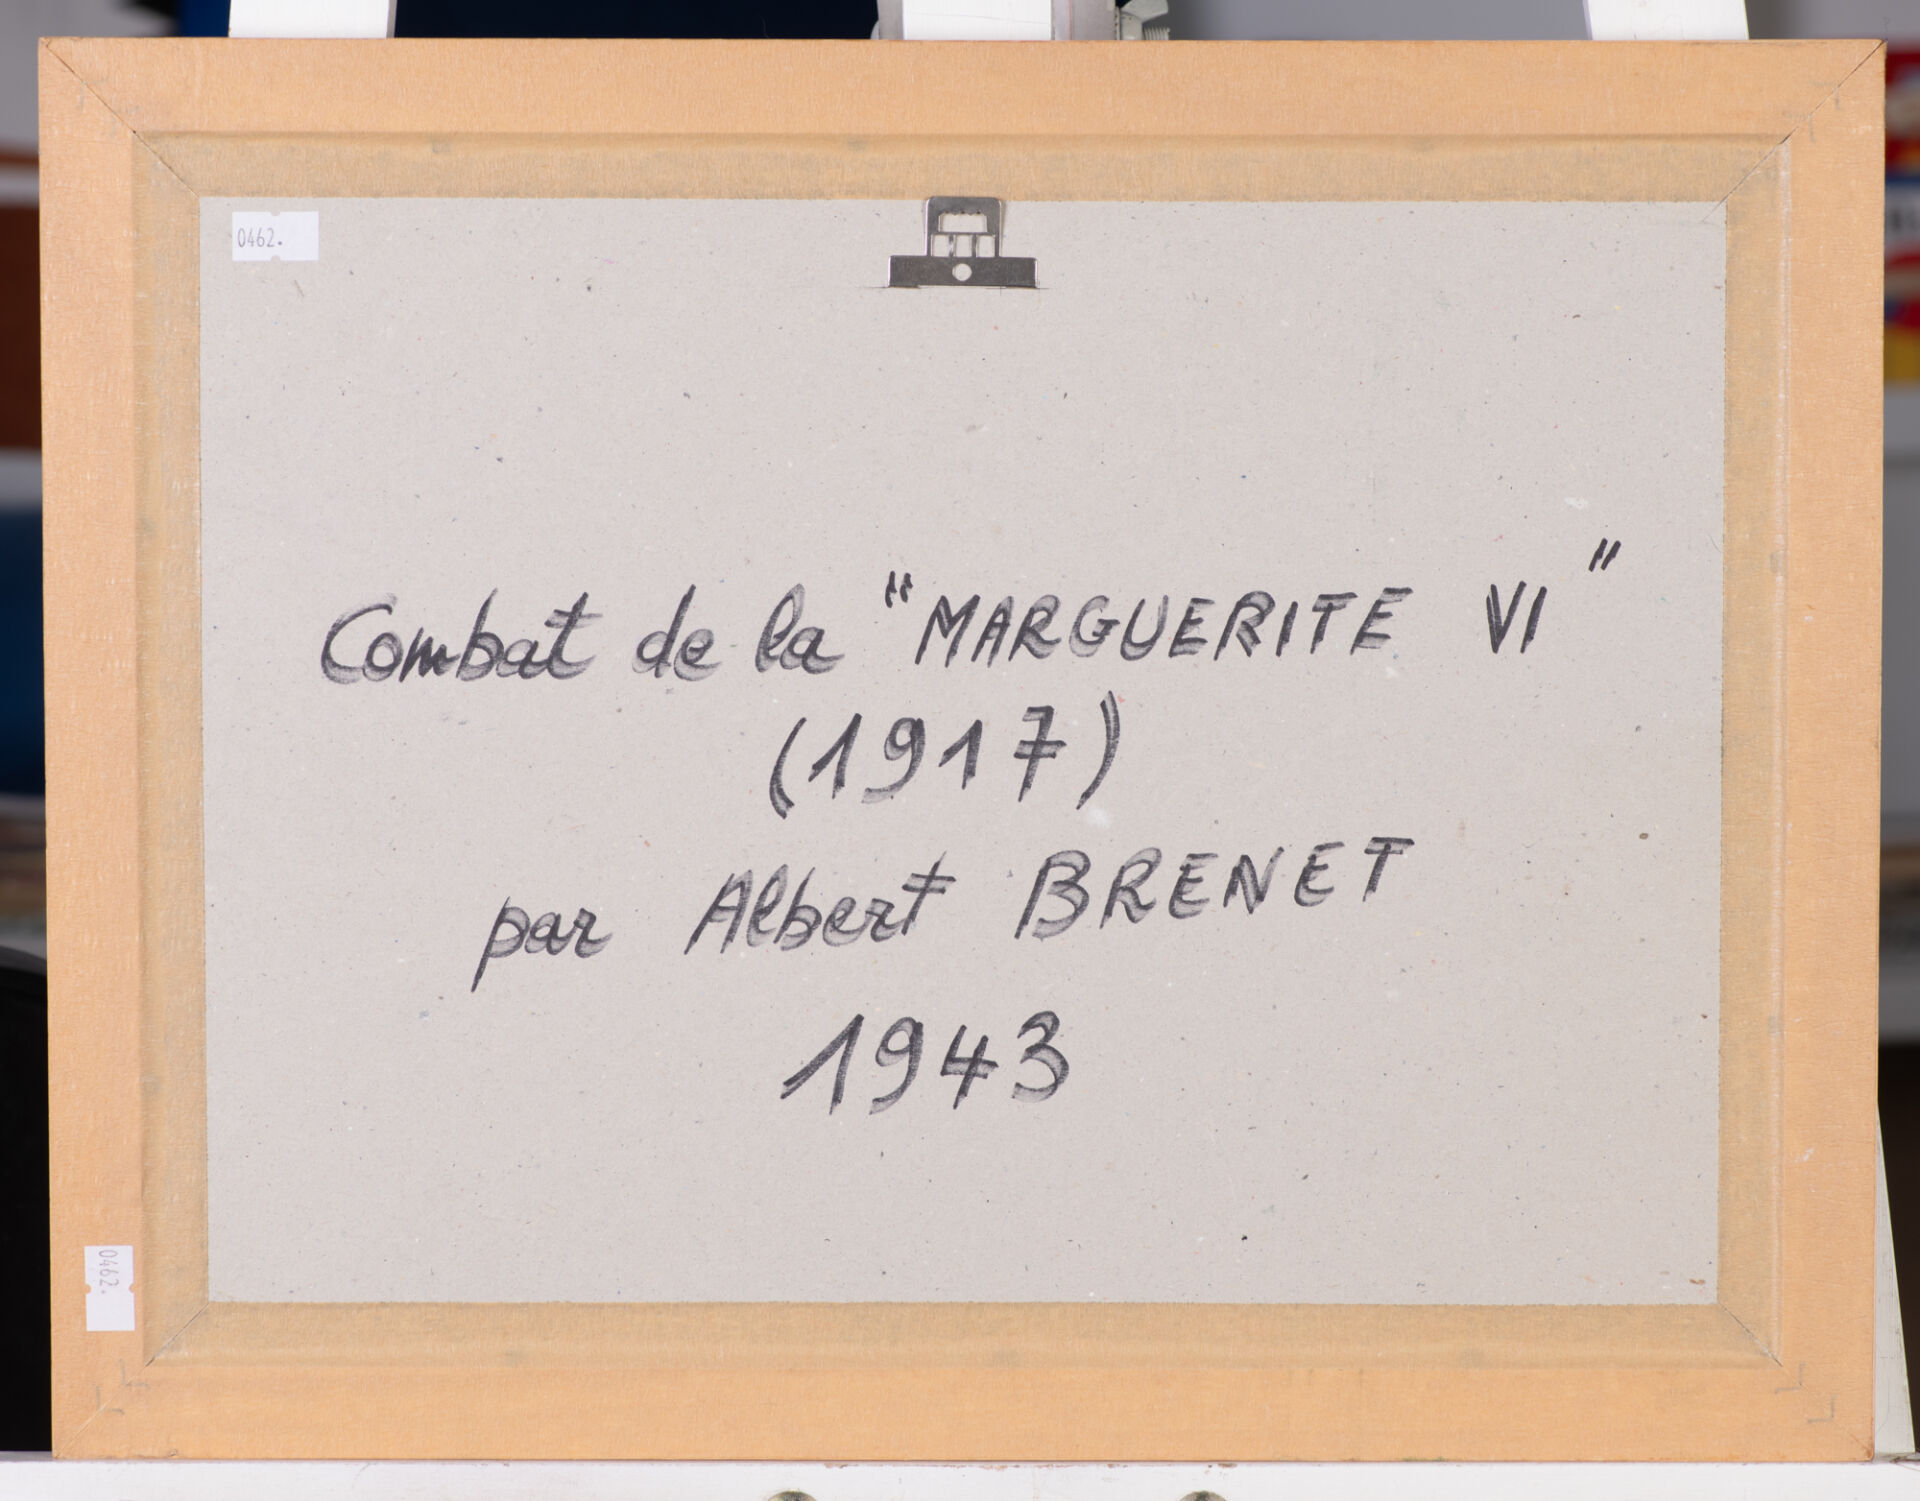 0462.
Combat de la "MARGUERITE VI"
(1917)
par Albert BRENET
1943
0462.